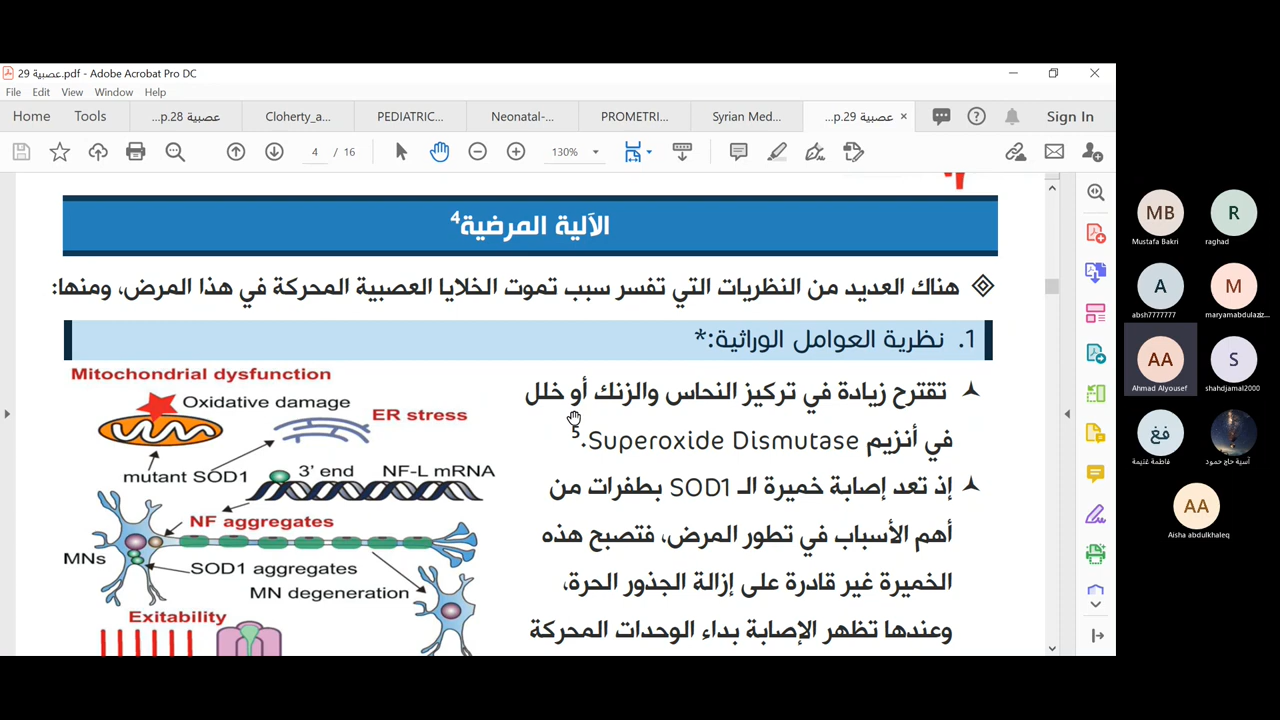 عصبية 29.pdf - Adobe Acrobat Pro DC
File Edit View Window Help
Home Tools
عصبية 28.p...
Cloherty_a...
PEDIATRIC...
Neonatal-...
PROMETRI...
Syrian Med...
عصبية 29.p...
Sign In
4 / 16
130%
الآلية المرضية4
هناك العديد من النظريات التي تفسر سبب تموت الخلايا العصبية المحركة في هذا المرض، ومنها:
1. نظرية العوامل الوراثية:*
تقترح زيادة في تركيز النحاس والزنك أو خلل
في أنزيم Superoxide Dismutase.5
إذ تعد إصابة خميرة الـ SOD1 بطفرات من
أهم الأسباب في تطور المرض، فتصبح هذه
الخميرة غير قادرة على إزالة الجذور الحرة،
وعندها تظهر الإصابة بداء الوحدات المحركة
Mitochondrial dysfunction
Oxidative damage
ER stress
mutant SOD1
3' end NF-L mRNA
NF aggregates
MNs
SOD1 aggregates
MN degeneration
Exitability
MB
Mustafa Bakri
R
raghad
A
absh7777777
M
maryamabdulaziz...
AA
Ahmad Alyousef
S
shahdjamal2000
فغ
فاطمة غنيمة
آسية حاج حمود
AA
Aisha abdulkhaleq